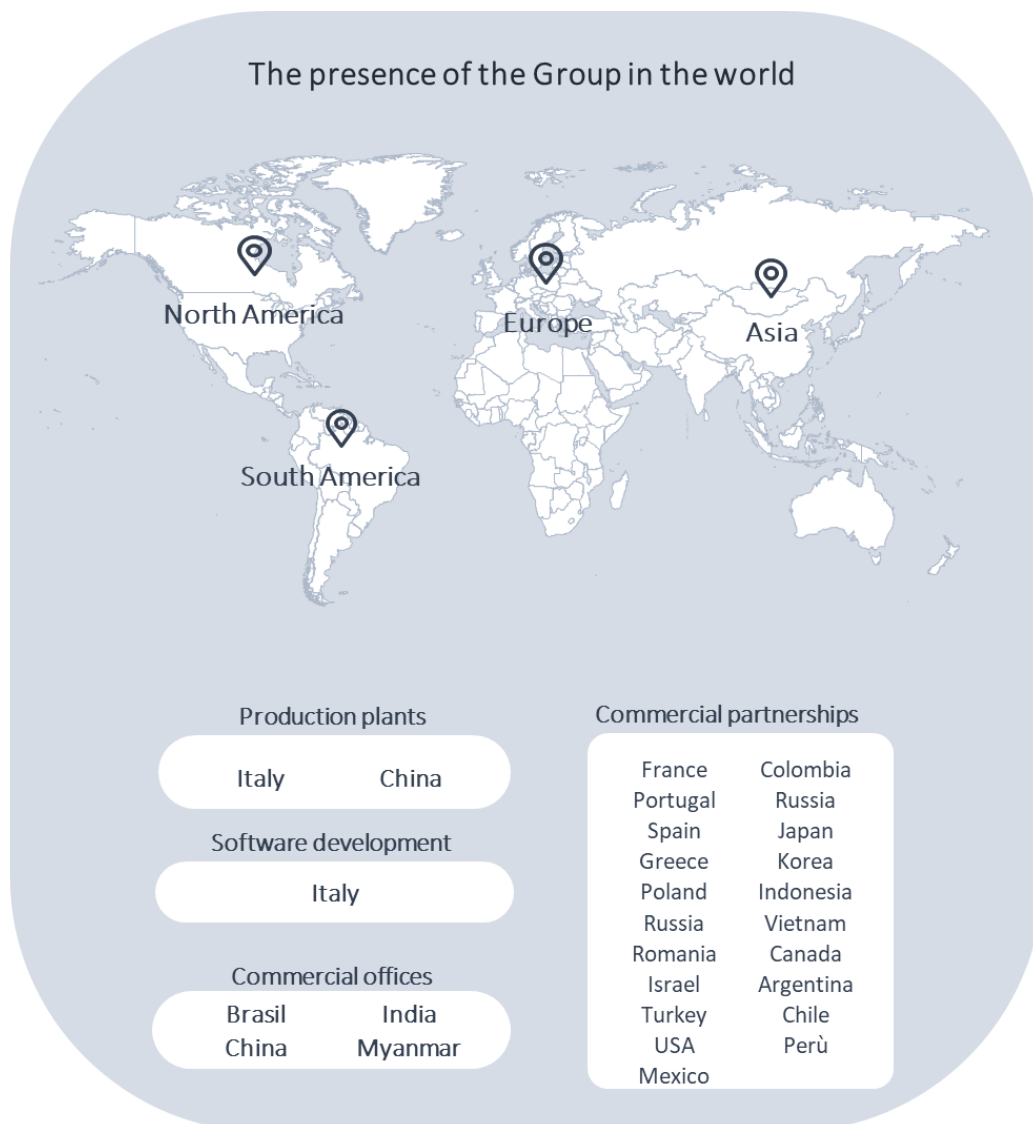 The presence of the Group in the world
North America
Europe
Asia
South America
Production plants
Italy China
Software development
Italy
Commercial offices
Brasil India
China Myanmar
Commercial partnerships
France Colombia
Portugal Russia
Spain Japan
Greece Korea
Poland Indonesia
Russia Vietnam
Romania Canada
Israel Argentina
Turkey Chile
USA Perù
Mexico